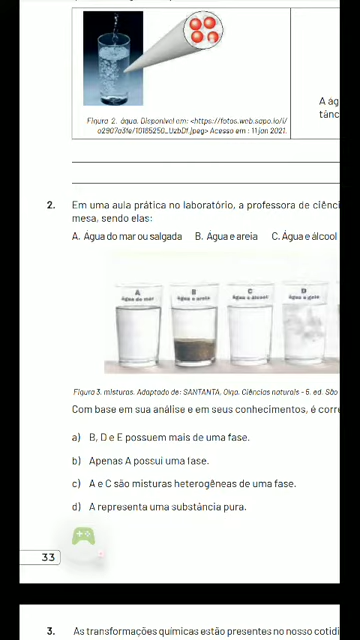 Figura 2. água. Disponível em: <https://fotos.web.sapo.io/i/
o2907a31e/10165250_UzbDf.jpeg> Acesso em : 11 jan 2021.
A ág
tânc
2. Em uma aula prática no laboratório, a professora de ciênci
mesa, sendo elas:
A. Água do mar ou salgada B. Água e areia C. Água e álcool
A B C D
Água do mar Água e areia Água e álcool Água e gelo
Figura 3. misturas. Adaptado de: SANTANTA, Olga. Ciências naturais - 6. ed. São
Com base em sua análise e em seus conhecimentos, é corre
a) B, D e E possuem mais de uma fase.
b) Apenas A possui uma fase.
c) A e C são misturas heterogêneas de uma fase.
d) A representa uma substância pura.
33
3. As transformações químicas estão presentes no nosso cotidi